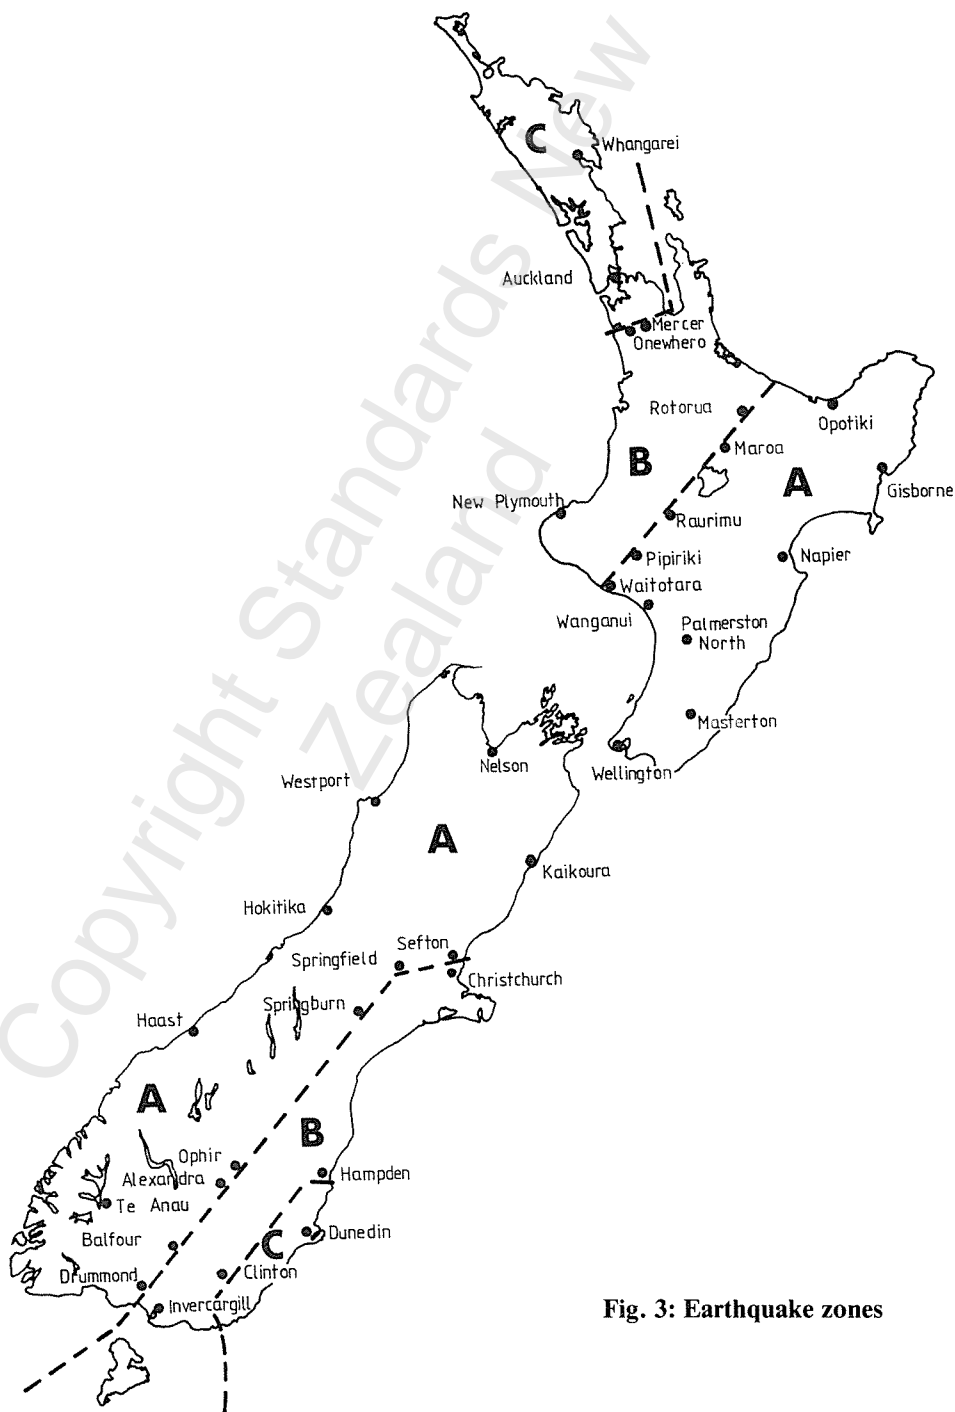 Copyright Standards New
Zealand
C
Whangarei
Auckland
Mercer
Onewhero
Rotorua
Opotiki
B
Maroa
A
Gisborne
New Plymouth
Raurimu
Pipiriki
Napier
Waitotara
Wanganui
Palmerston
North
Masterton
Nelson
Wellington
Westport
A
Kaikoura
Hokitika
Sefton
Springfield
Christchurch
Springburn
Haast
A
B
Ophir
Alexandra
Hampden
Te Anau
C
Dunedin
Balfour
Drummond
Clinton
Invercargill
Fig. 3: Earthquake zones